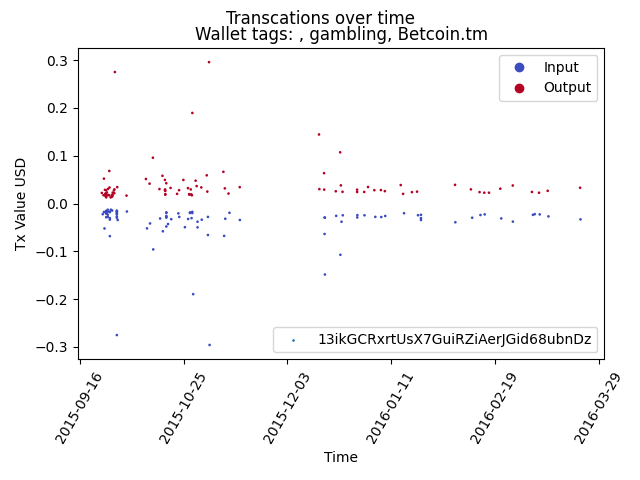 Transcations over time
Wallet tags: , gambling, Betcoin.tm
Input
Output
0.3
0.2
0.1
0.0
−0.1
−0.2
−0.3
Tx Value USD
13ikGCRxrtUsX7GuiRZiAerJGid68ubnDz
2015-09-16
2015-10-25
2015-12-03
2016-01-11
2016-02-19
2016-03-29
Time